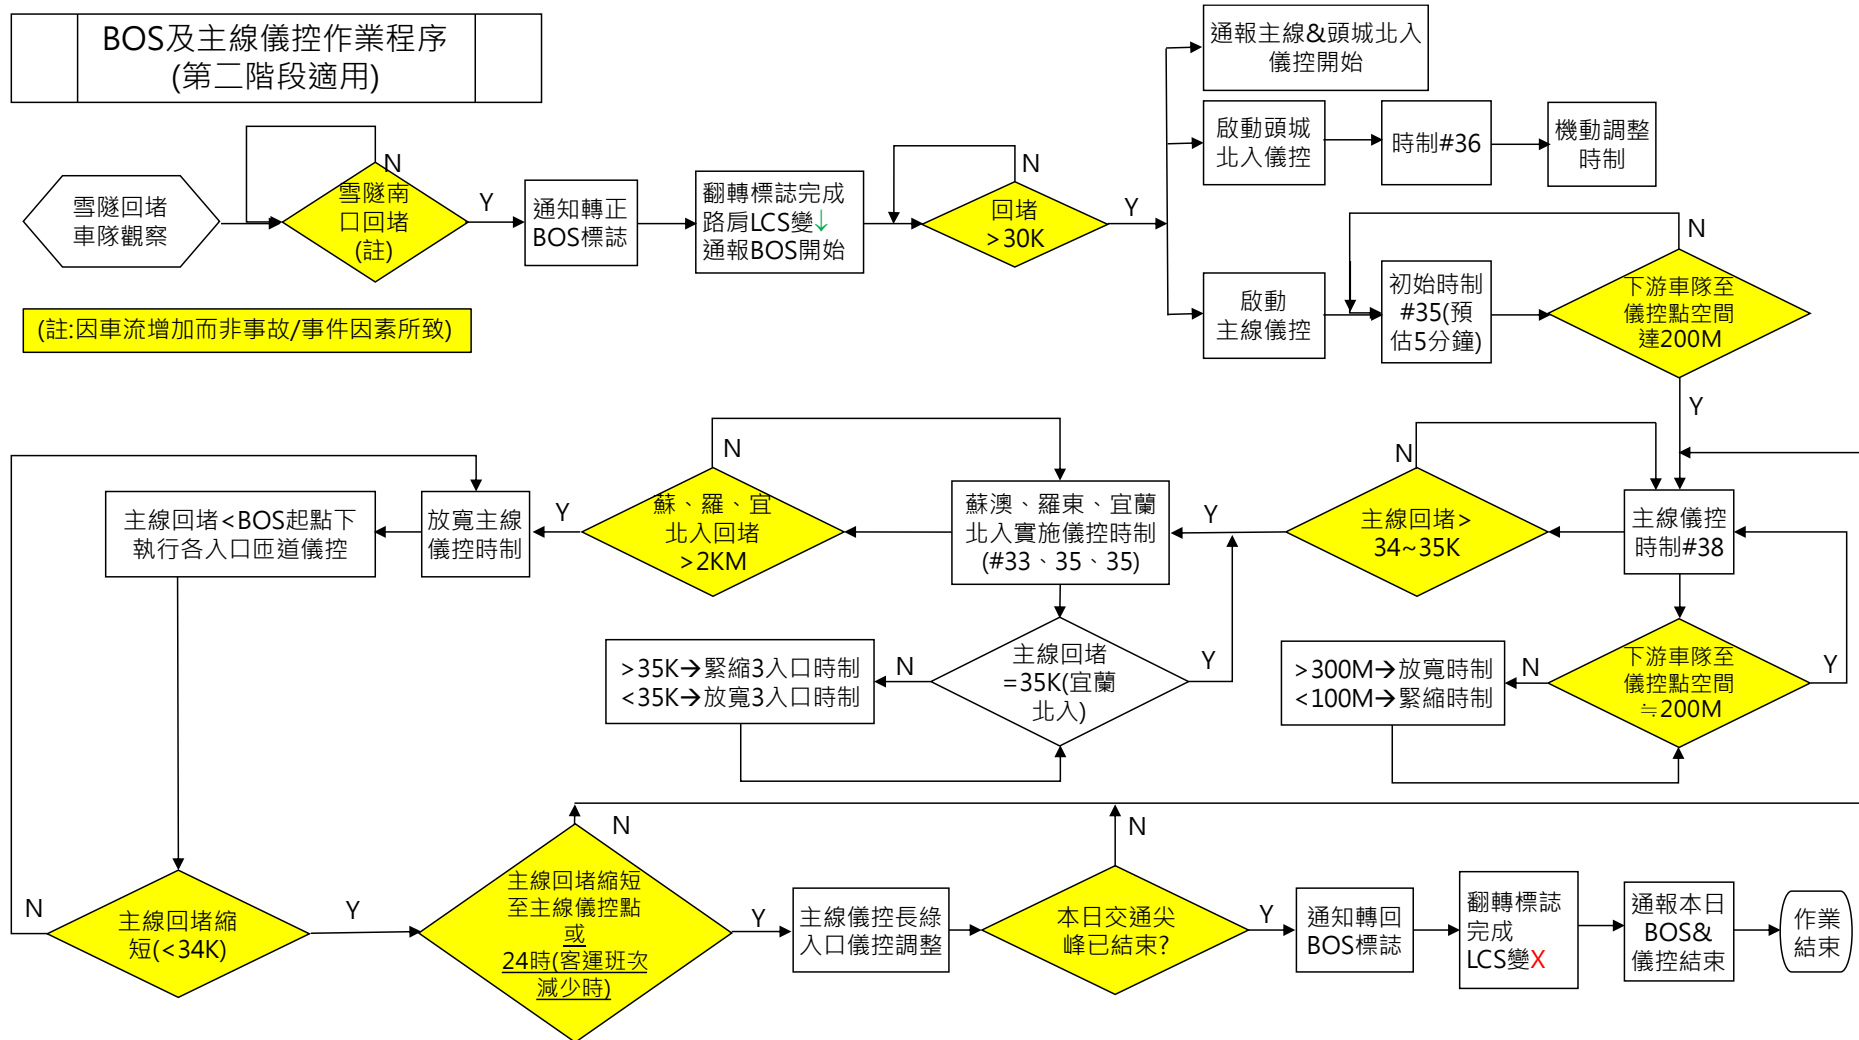 BOS及主線儀控作業程序
(第二階段適用)
雪隧回堵
車隊觀察
N
雪隧南
口回堵
(註)
Y
通知轉正
BOS標誌
翻轉標誌完成
路肩LCS變↓
通報BOS開始
N
回堵
>30K
Y
通報主線&頭城北入
儀控開始
啟動頭城
北入儀控
時制#36
機動調整
時制
啟動
主線儀控
初始時制
#35(預
估5分鐘)
N
下游車隊至
儀控點空間
達200M
Y
(註:因車流增加而非事故/事件因素所致)
主線儀控
時制#38
N
主線回堵>
34~35K
Y
下游車隊至
儀控點空間
≒200M
Y
N
>300M→放寬時制
<100M→緊縮時制
蘇澳、羅東、宜蘭
北入實施儀控時制
(#33、35、35)
主線回堵
=35K(宜蘭
北入)
Y
N
>35K→緊縮3入口時制
<35K→放寬3入口時制
N
蘇、羅、宜
北入回堵
>2KM
Y
放寬主線
儀控時制
主線回堵<BOS起點下
執行各入口匝道儀控
N
主線回堵縮
短(<34K)
Y
N
主線回堵縮短
至主線儀控點
或
24時(客運班次
減少時)
Y
主線儀控長綠
入口儀控調整
N
本日交通尖
峰已結束?
Y
通知轉回
BOS標誌
翻轉標誌
完成
LCS變X
通報本日
BOS&
儀控結束
作業
結束